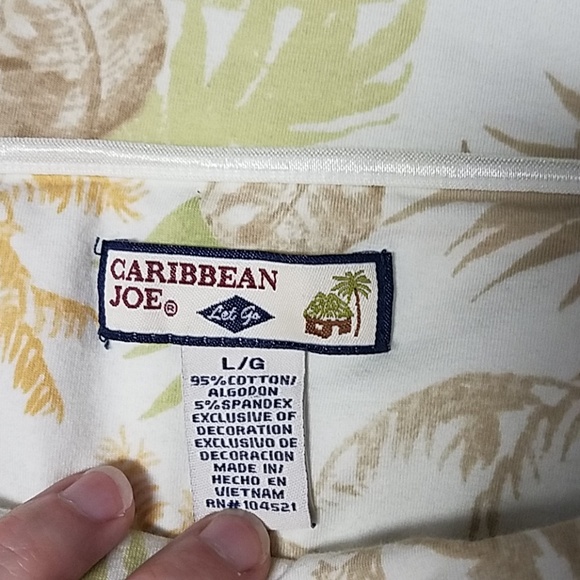 CARIBBEAN
JOE®
Let Go
L/G
95%COTTON/
ALGODON
5%SPANDEX
EXCLUSIVE OF
DECORATION
EXCLUSIVO DE
DECORACION
MADE IN/
HECHO EN
VIETNAM
RN#104521